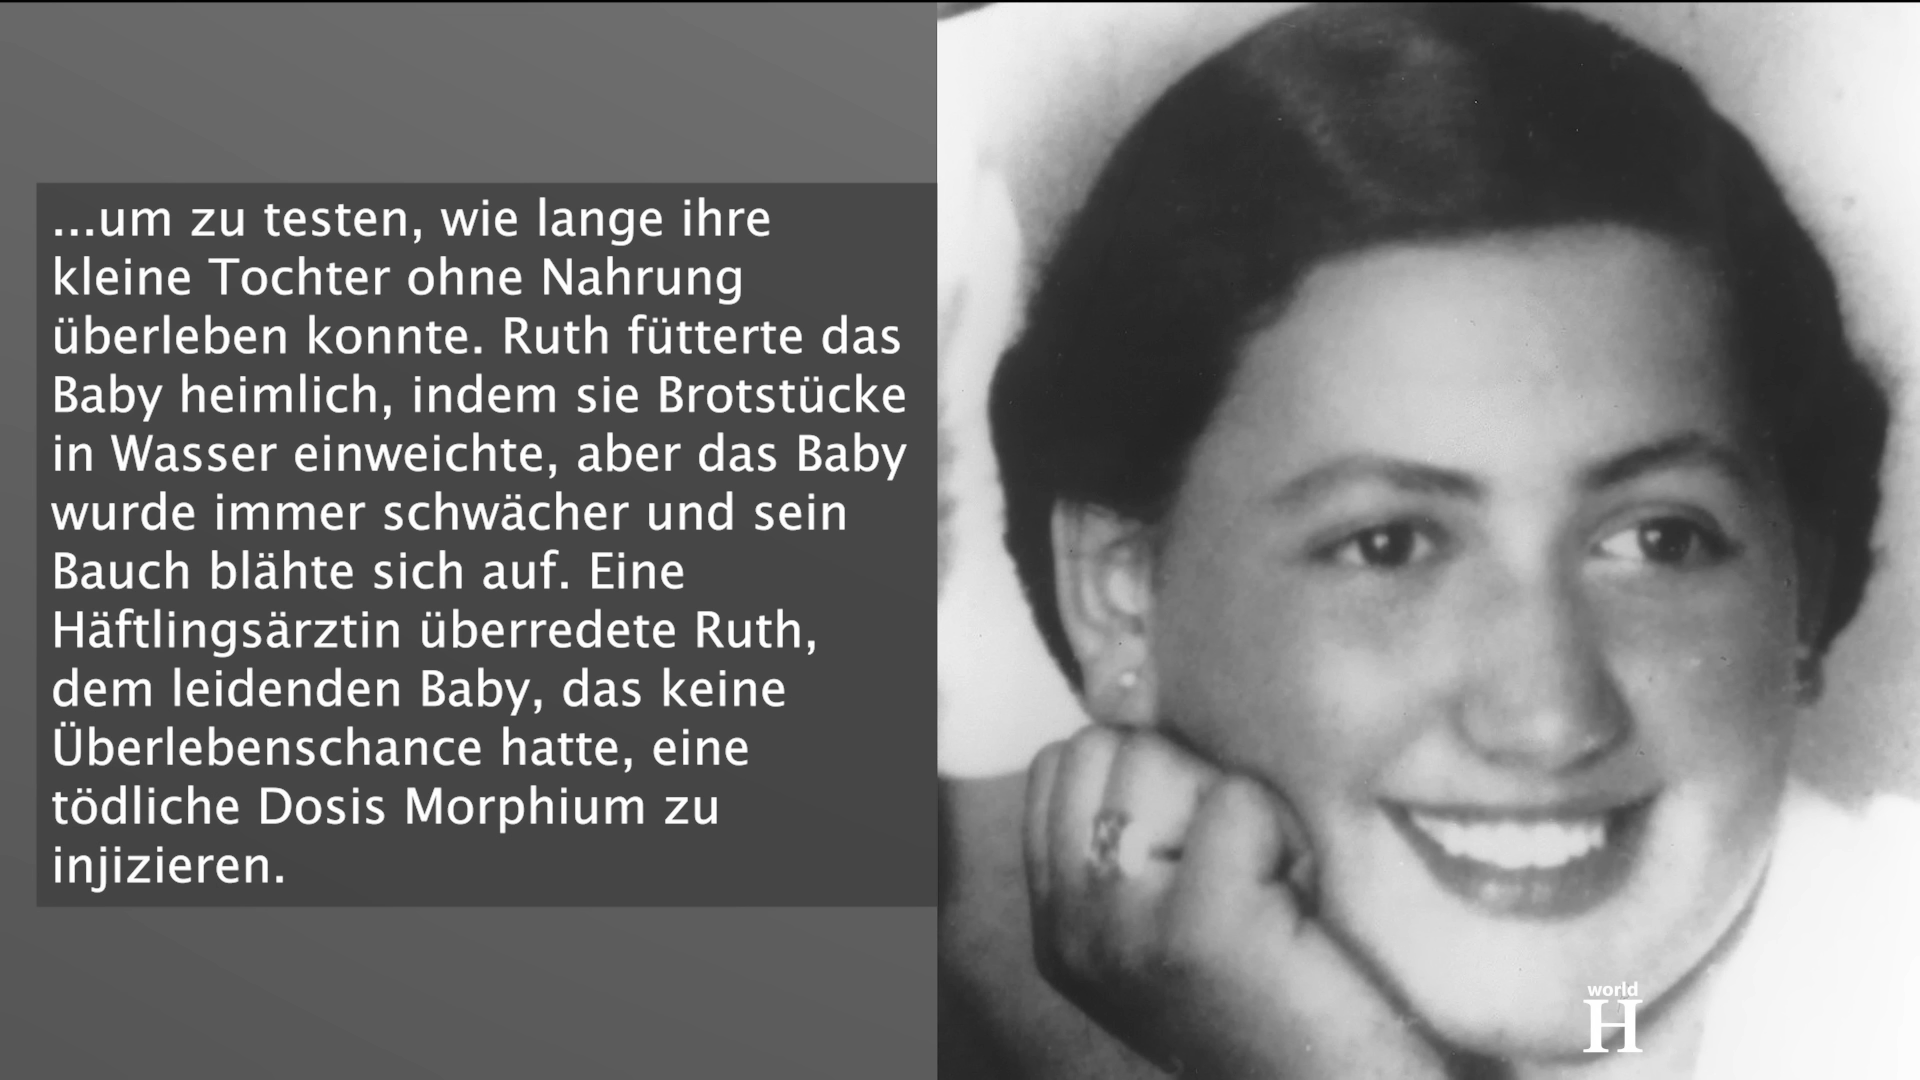 ...um zu testen, wie lange ihre
kleine Tochter ohne Nahrung
überleben konnte. Ruth fütterte das
Baby heimlich, indem sie Brotstücke
in Wasser einweichte, aber das Baby
wurde immer schwächer und sein
Bauch blähte sich auf. Eine
Häftlingsärztin überredete Ruth,
dem leidenden Baby, das keine
Überlebenschance hatte, eine
tödliche Dosis Morphium zu
injizieren.
world
H